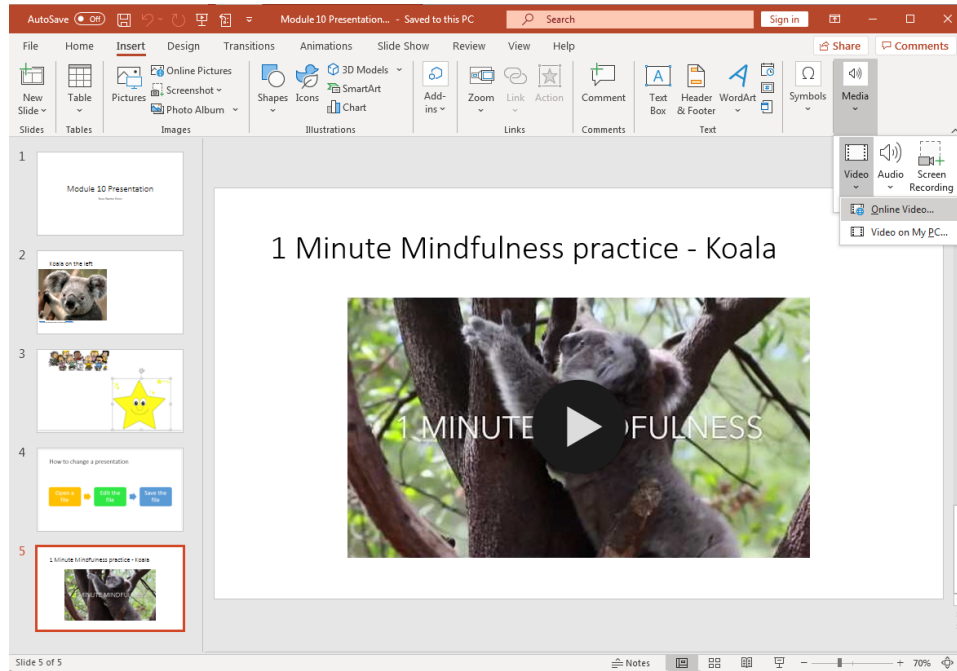 AutoSave Off Module 10 Presentation... - Saved to this PC Search Sign in
File Home Insert Design Transitions Animations Slide Show Review View Help Share Comments
New Slide
Table
Pictures
Online Pictures
Screenshot
Photo Album
Shapes
Icons
3D Models
SmartArt
Chart
Add-ins
Zoom
Link
Action
Comment
Text Box
Header & Footer
WordArt
Symbols
Media
Slides Tables Images Illustrations Links Comments Text
Video
Audio
Screen Recording
Online Video...
Video on My PC...
1
Module 10 Presentation
2
Koala on the left
3
4
How to change a presentation
Open a file
Edit the file
Save the file
5
1 Minute Mindfulness practice - Koala
1 Minute Mindfulness practice - Koala
1 MINUTE DFULNESS
Slide 5 of 5 Notes 70%